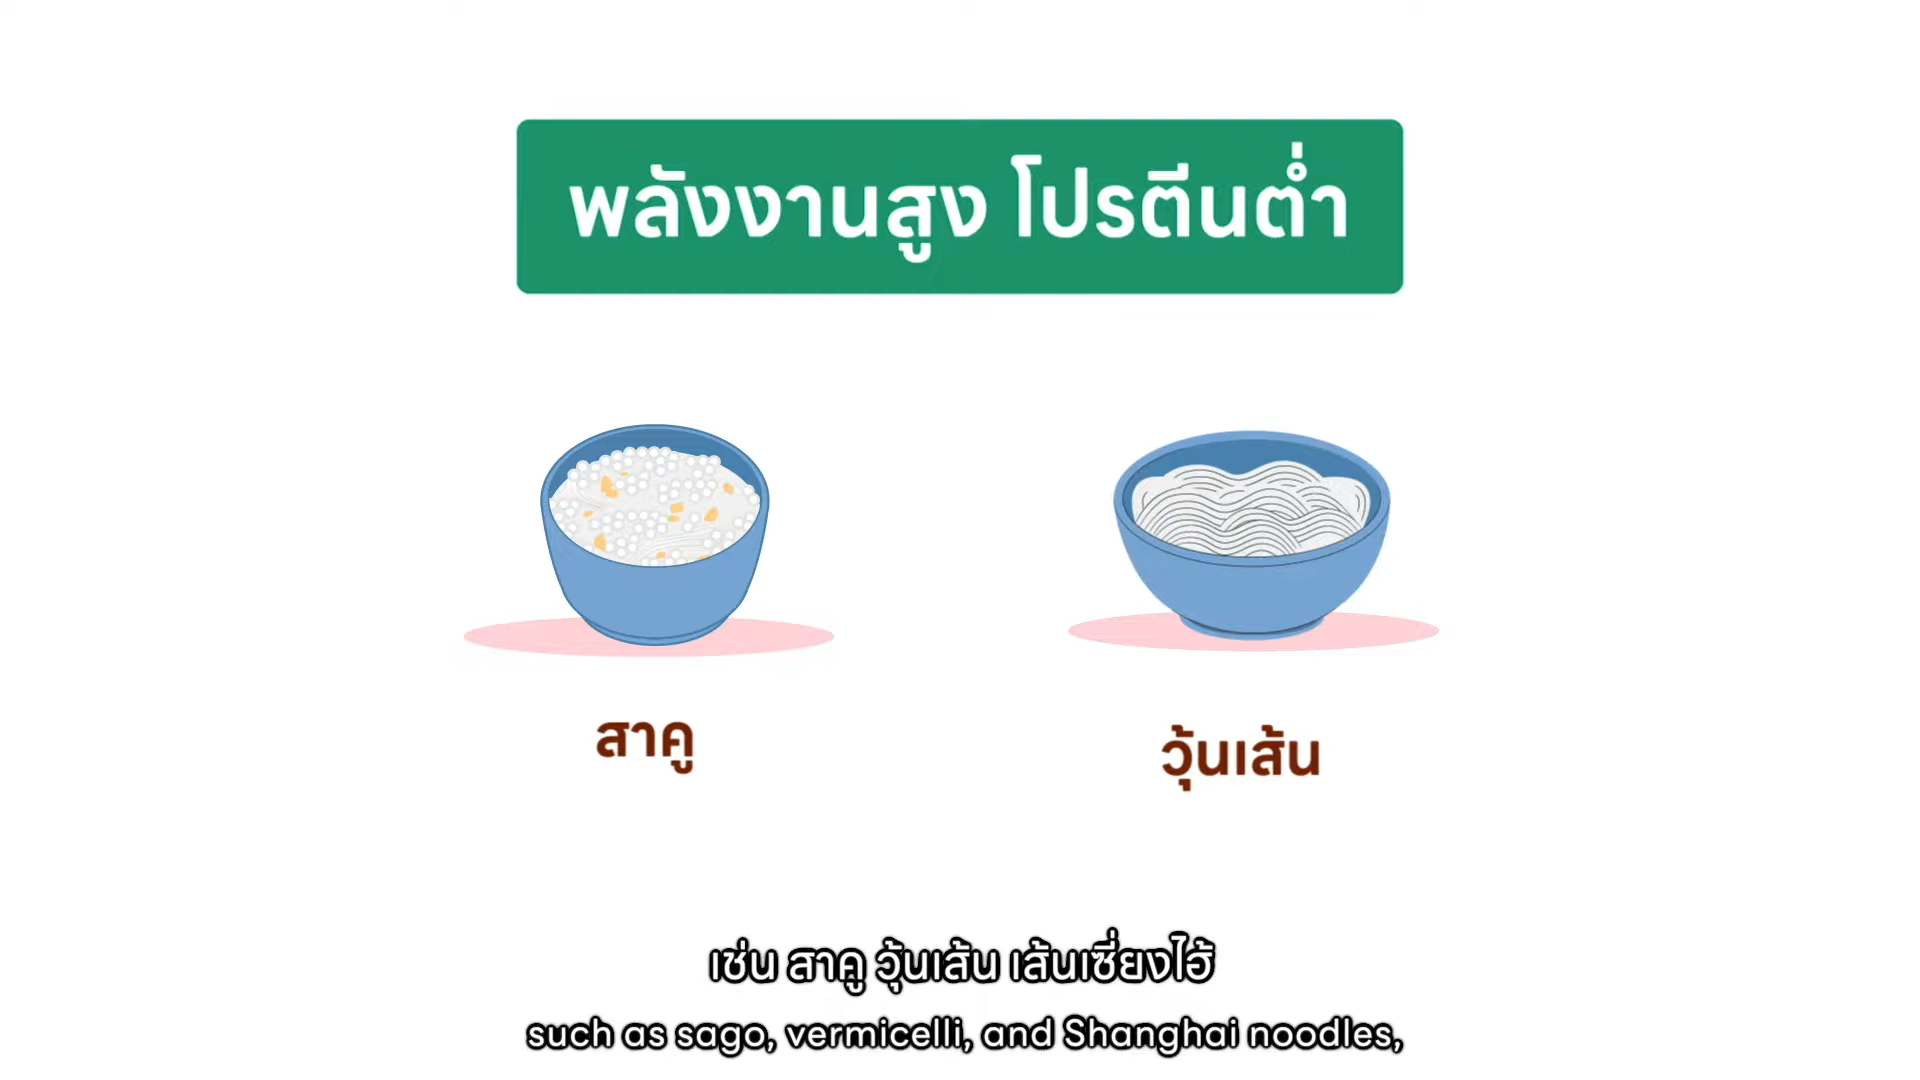 พลังงานสูง โปรตีนต่ำ
สาคู
วุ้นเส้น
เช่น สาคู วุ้นเส้น เส้นเซี่ยงไฮ้
such as sago, vermicelli, and Shanghai noodles,